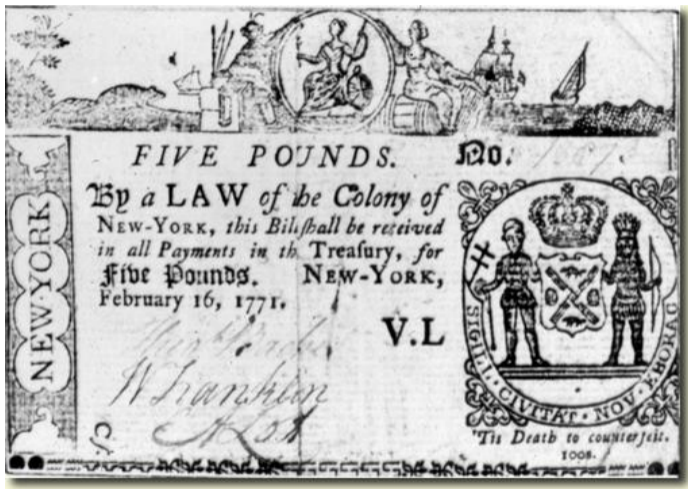 FIVE POUNDS. No.
By a LAW of the Colony of
NEW-YORK, this Bill shall be received
in all Payments in th Treasury, for
Five Pounds. NEW-YORK,
February 16, 1771.
V.L
NEW-YORK
SIGILL · CIVITAT · NOV · EBORAC
'Tis Death to counterfeit.
100s.